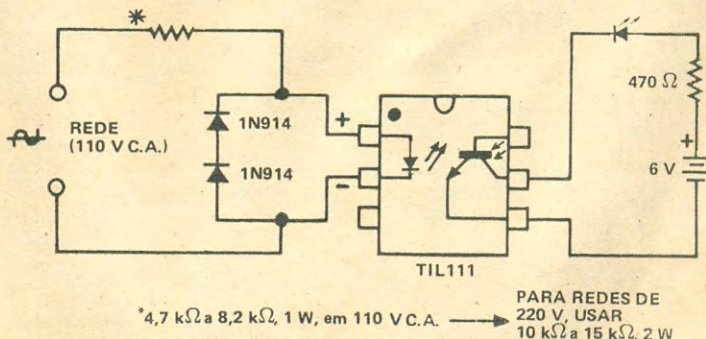 *
REDE
(110 V C.A.)
1N914
1N914
+
-
TIL111
470 Ω
+
6 V
*4,7 kΩ a 8,2 kΩ, 1 W, em 110 V C.A.
PARA REDES DE
220 V, USAR
10 kΩ a 15 kΩ, 2 W